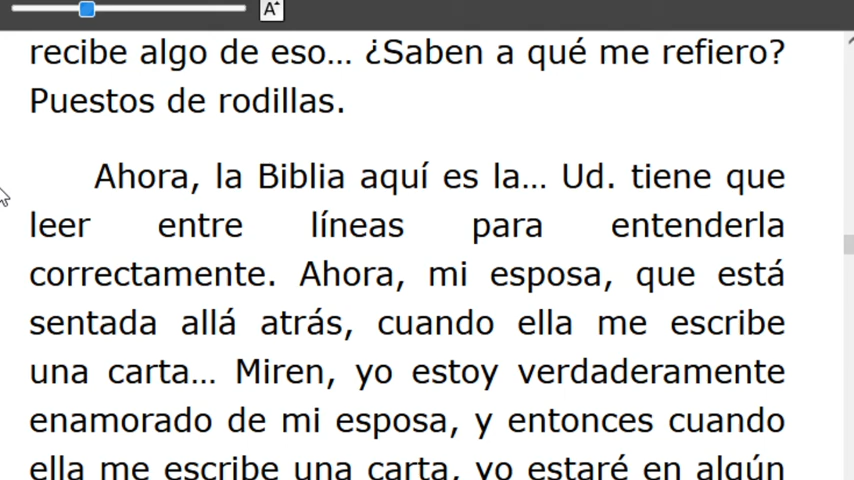 A
recibe algo de eso… ¿Saben a qué me refiero?
Puestos de rodillas.
Ahora, la Biblia aquí es la… Ud. tiene que
leer entre líneas para entenderla
correctamente. Ahora, mi esposa, que está
sentada allá atrás, cuando ella me escribe
una carta… Miren, yo estoy verdaderamente
enamorado de mi esposa, y entonces cuando
ella me escribe una carta, yo estaré en algún